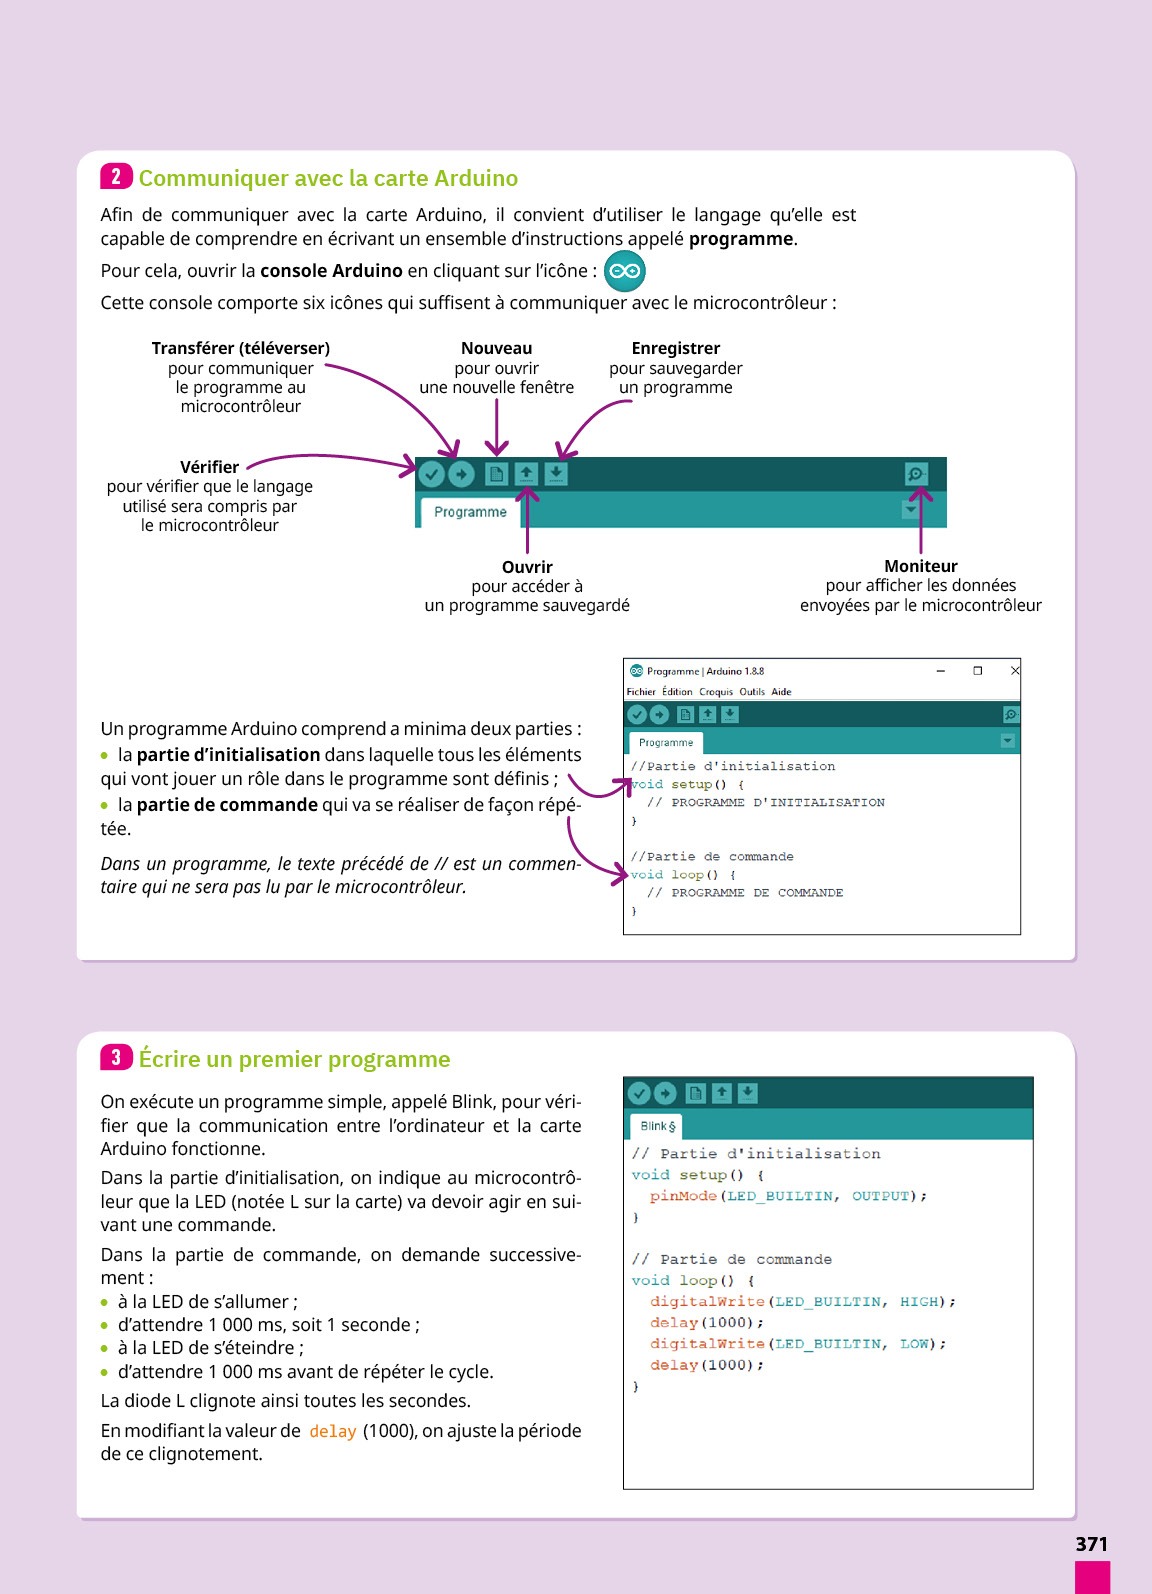 2 Communiquer avec la carte Arduino
Afin de communiquer avec la carte Arduino, il convient d'utiliser le langage qu'elle est
capable de comprendre en écrivant un ensemble d'instructions appelé programme.
Pour cela, ouvrir la console Arduino en cliquant sur l'icône :
Cette console comporte six icônes qui suffisent à communiquer avec le microcontrôleur :
Transférer (téléverser)
pour communiquer
le programme au
microcontrôleur
Nouveau
pour ouvrir
une nouvelle fenêtre
Enregistrer
pour sauvegarder
un programme
Vérifier
pour vérifier que le langage
utilisé sera compris par
le microcontrôleur
Programme
Ouvrir
pour accéder à
un programme sauvegardé
Moniteur
pour afficher les données
envoyées par le microcontrôleur
Un programme Arduino comprend a minima deux parties :
• la partie d'initialisation dans laquelle tous les éléments
qui vont jouer un rôle dans le programme sont définis ;
• la partie de commande qui va se réaliser de façon répé-
tée.
Dans un programme, le texte précédé de // est un commen-
taire qui ne sera pas lu par le microcontrôleur.
Programme | Arduino 1.8.8
Fichier Édition Croquis Outils Aide
Programme
//Partie d'initialisation
void setup() {
// PROGRAMME D'INITIALISATION
}
//Partie de commande
void loop() {
// PROGRAMME DE COMMANDE
}
3 Écrire un premier programme
On exécute un programme simple, appelé Blink, pour véri-
fier que la communication entre l'ordinateur et la carte
Arduino fonctionne.
Dans la partie d'initialisation, on indique au microcontrô-
leur que la LED (notée L sur la carte) va devoir agir en sui-
vant une commande.
Dans la partie de commande, on demande successive-
ment :
• à la LED de s'allumer ;
• d'attendre 1 000 ms, soit 1 seconde ;
• à la LED de s'éteindre ;
• d'attendre 1 000 ms avant de répéter le cycle.
La diode L clignote ainsi toutes les secondes.
En modifiant la valeur de delay (1000), on ajuste la période
de ce clignotement.
Blink §
// Partie d'initialisation
void setup() {
pinMode(LED_BUILTIN, OUTPUT);
}
// Partie de commande
void loop() {
digitalWrite(LED_BUILTIN, HIGH);
delay(1000);
digitalWrite(LED_BUILTIN, LOW);
delay(1000);
}
371